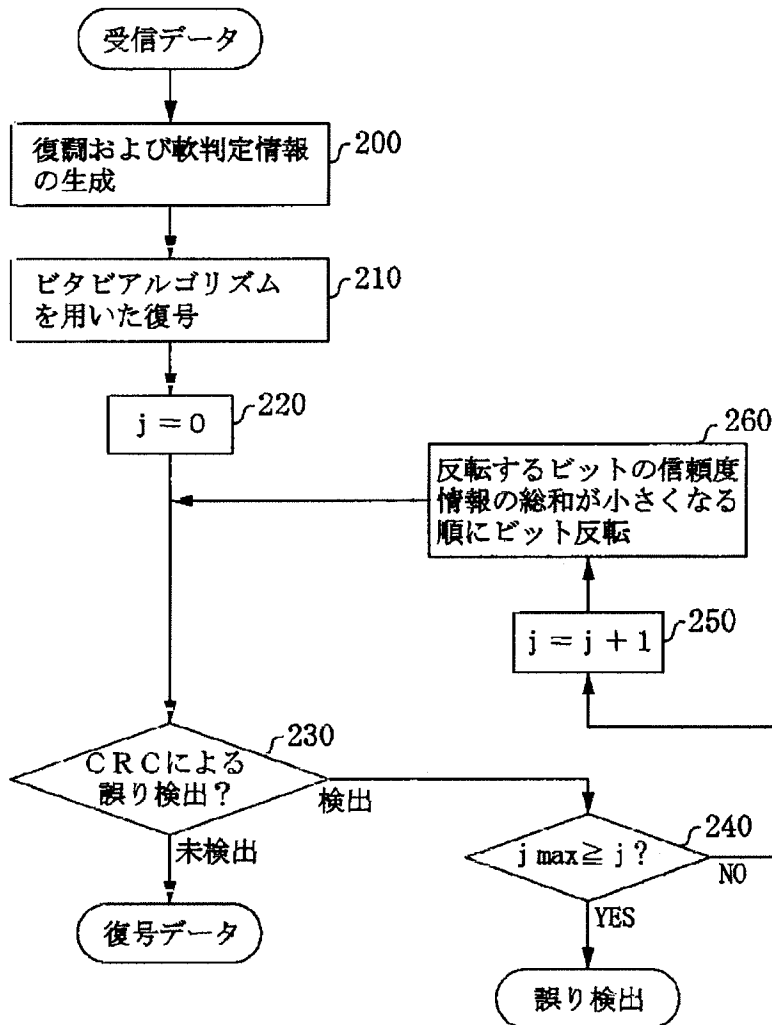 受信データ
復調および軟判定情報
の生成
200
ビタビアルゴリズム
を用いた復号
210
j=0
220
260
反転するビットの信頼度
情報の総和が小さくなる
順にビット反転
j=j+1
250
CRCによる
誤り検出?
230
検出
未検出
復号データ
j max≧j?
240
NO
YES
誤り検出